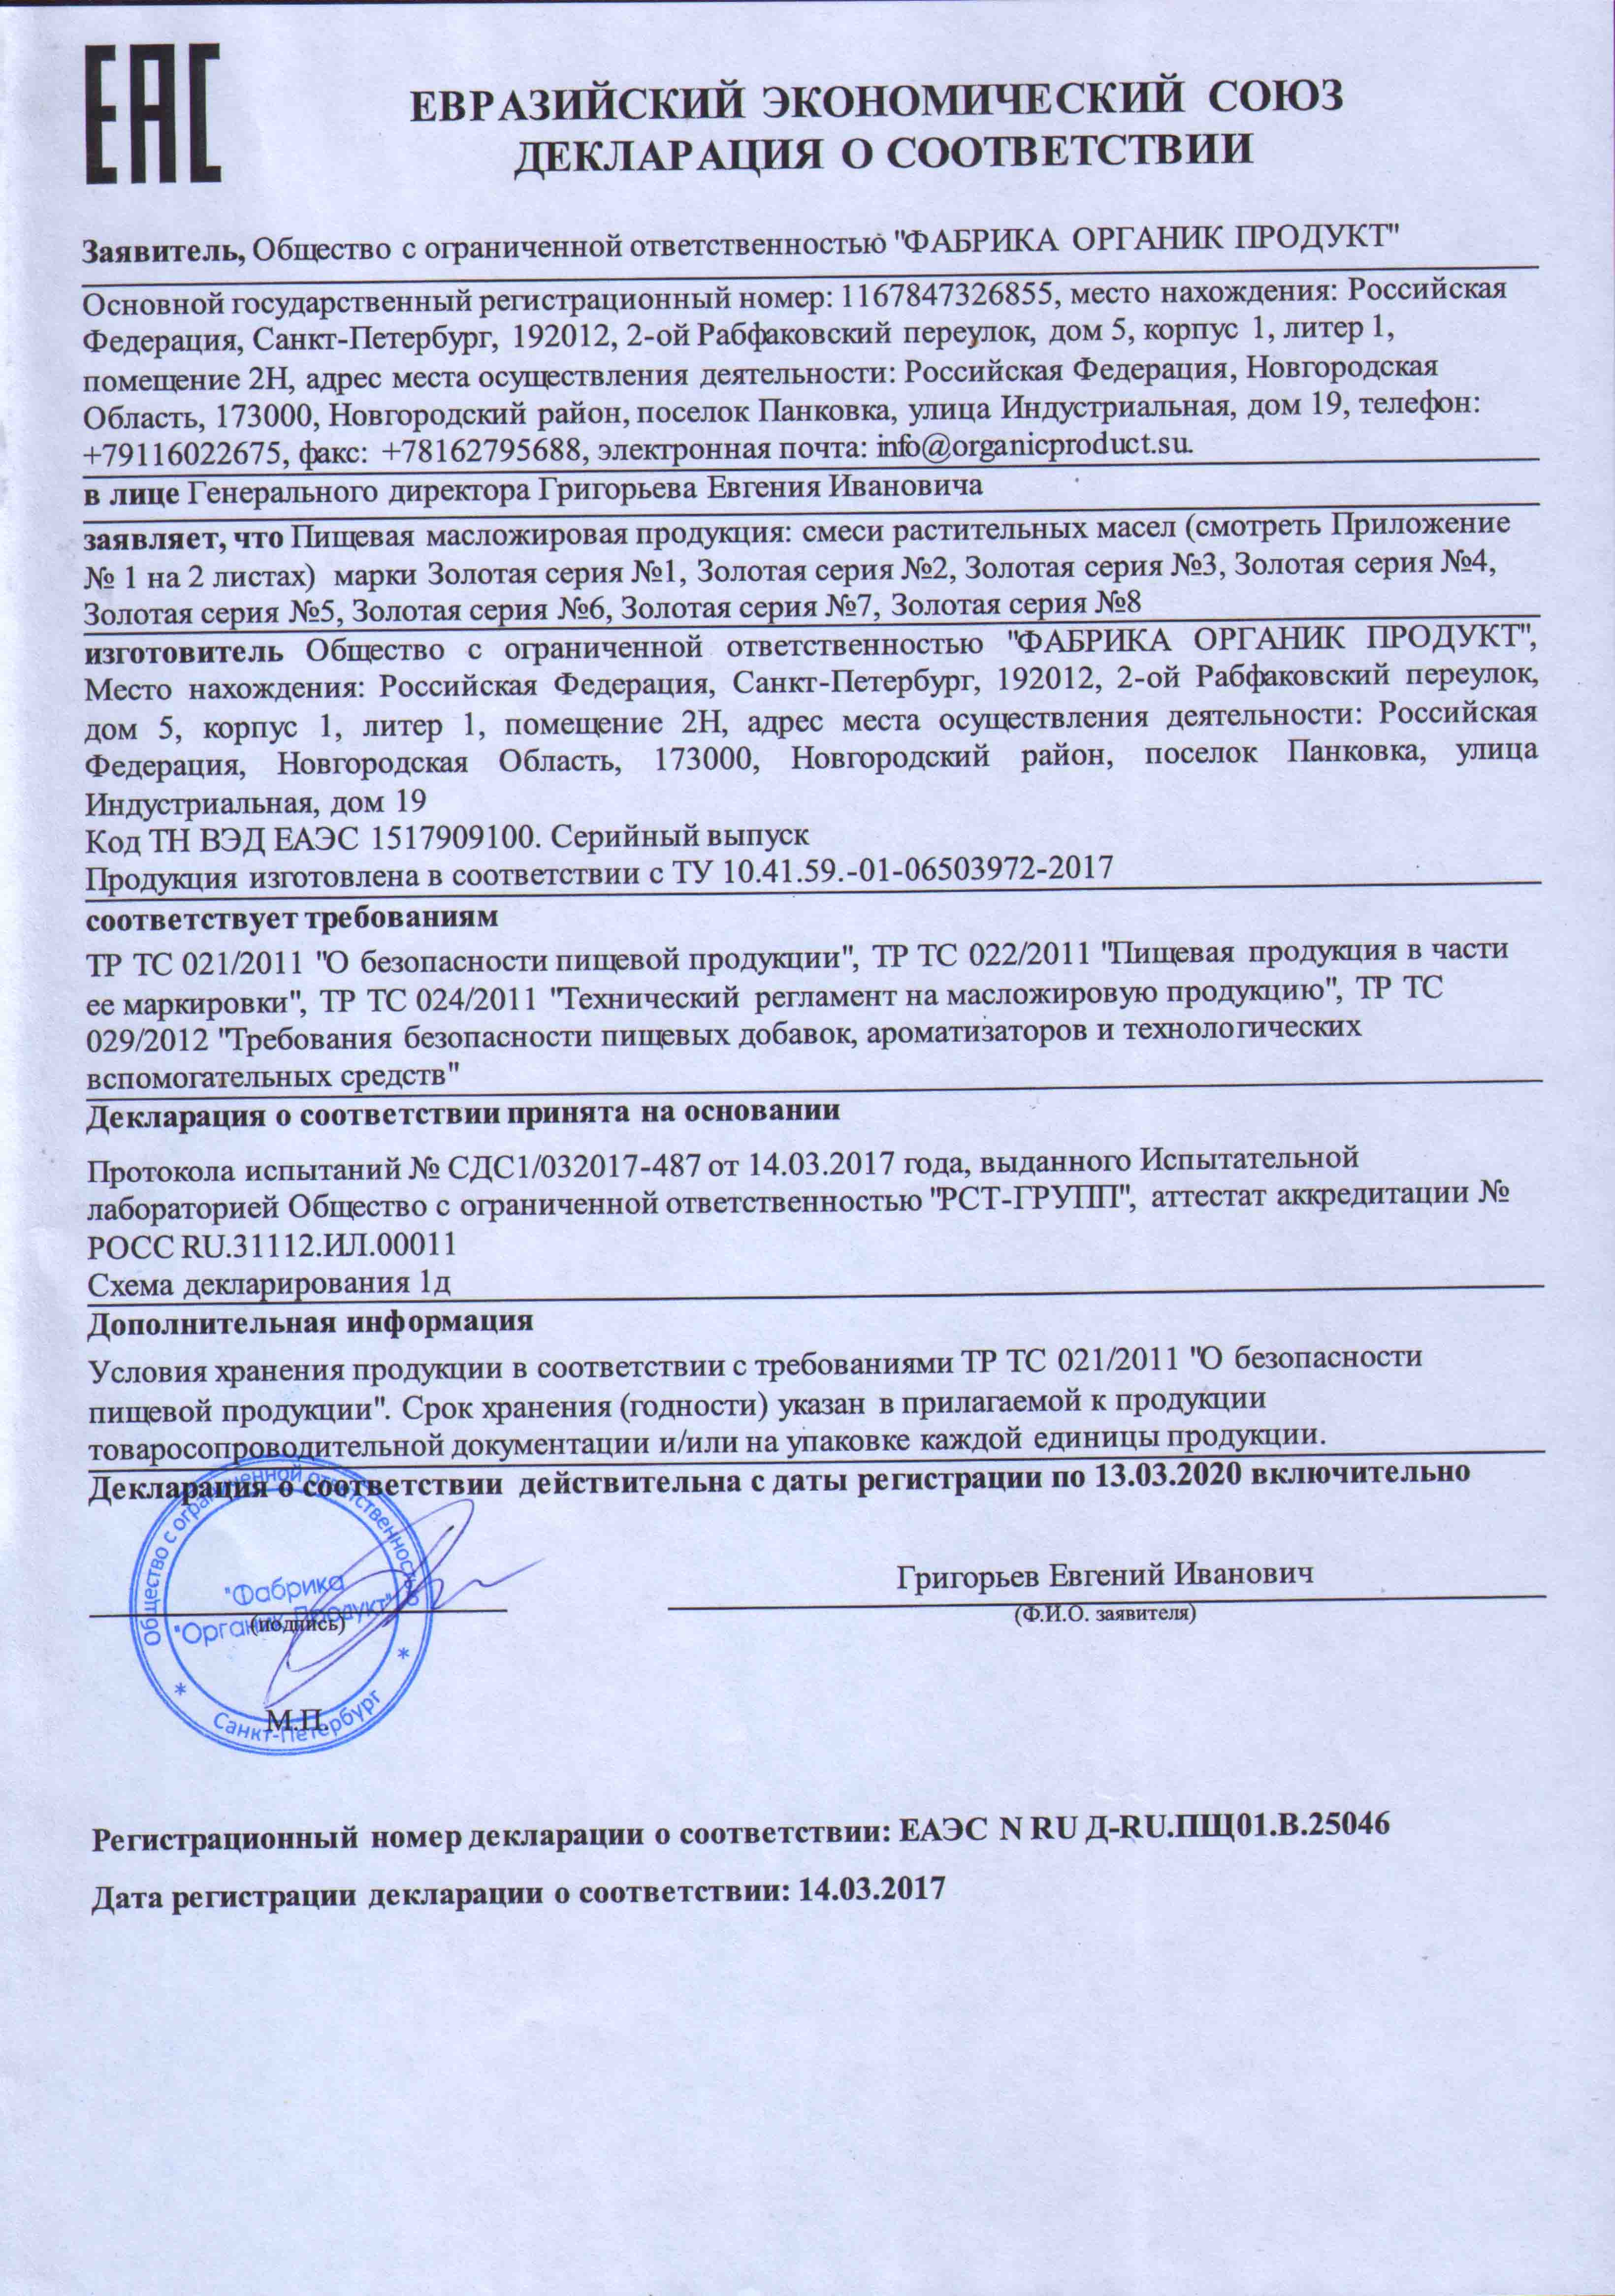 ЕАС
ЕВРАЗИЙСКИЙ ЭКОНОМИЧЕСКИЙ СОЮЗ
ДЕКЛАРАЦИЯ О СООТВЕТСТВИИ
Заявитель, Общество с ограниченной ответственностью "ФАБРИКА ОРГАНИК ПРОДУКТ"
Основной государственный регистрационный номер: 1167847326855, место нахождения: Российская
Федерация, Санкт-Петербург, 192012, 2-ой Рабфаковский переулок, дом 5, корпус 1, литер 1,
помещение 2Н, адрес места осуществления деятельности: Российская Федерация, Новгородская
Область, 173000, Новгородский район, поселок Панковка, улица Индустриальная, дом 19, телефон:
+79116022675, факс: +78162795688, электронная почта: info@organicproduct.su.
в лице Генерального директора Григорьева Евгения Ивановича
заявляет, что Пищевая масложировая продукция: смеси растительных масел (смотреть Приложение
№ 1 на 2 листах) марки Золотая серия №1, Золотая серия №2, Золотая серия №3, Золотая серия №4,
Золотая серия №5, Золотая серия №6, Золотая серия №7, Золотая серия №8
изготовитель Общество с ограниченной ответственностью "ФАБРИКА ОРГАНИК ПРОДУКТ",
Место нахождения: Российская Федерация, Санкт-Петербург, 192012, 2-ой Рабфаковский переулок,
дом 5, корпус 1, литер 1, помещение 2Н, адрес места осуществления деятельности: Российская
Федерация, Новгородская Область, 173000, Новгородский район, поселок Панковка, улица
Индустриальная, дом 19
Код ТН ВЭД ЕАЭС 1517909100. Серийный выпуск
Продукция изготовлена в соответствии с ТУ 10.41.59.-01-06503972-2017
соответствует требованиям
ТР ТС 021/2011 "О безопасности пищевой продукции", ТР ТС 022/2011 "Пищевая продукция в части
ее маркировки", ТР ТС 024/2011 "Технический регламент на масложировую продукцию", ТР ТС
029/2012 "Требования безопасности пищевых добавок, ароматизаторов и технологических
вспомогательных средств"
Декларация о соответствии принята на основании
Протокола испытаний № СДС1/032017-487 от 14.03.2017 года, выданного Испытательной
лабораторией Общество с ограниченной ответственностью "РСТ-ГРУПП", аттестат аккредитации №
РОСС RU.31112.ИЛ.00011
Схема декларирования 1д
Дополнительная информация
Условия хранения продукции в соответствии с требованиями ТР ТС 021/2011 "О безопасности
пищевой продукции". Срок хранения (годности) указан в прилагаемой к продукции
товаросопроводительной документации и/или на упаковке каждой единицы продукции.
Декларация о соответствии действительна с даты регистрации по 13.03.2020 включительно
Общество с ограниченной ответственностью
"Фабрика
"Органик Продукт"
* Санкт-Петербург *
(подпись)
М.П.
Григорьев Евгений Иванович
(Ф.И.О. заявителя)
Регистрационный номер декларации о соответствии: ЕАЭС N RU Д-RU.ПЩ01.В.25046
Дата регистрации декларации о соответствии: 14.03.2017